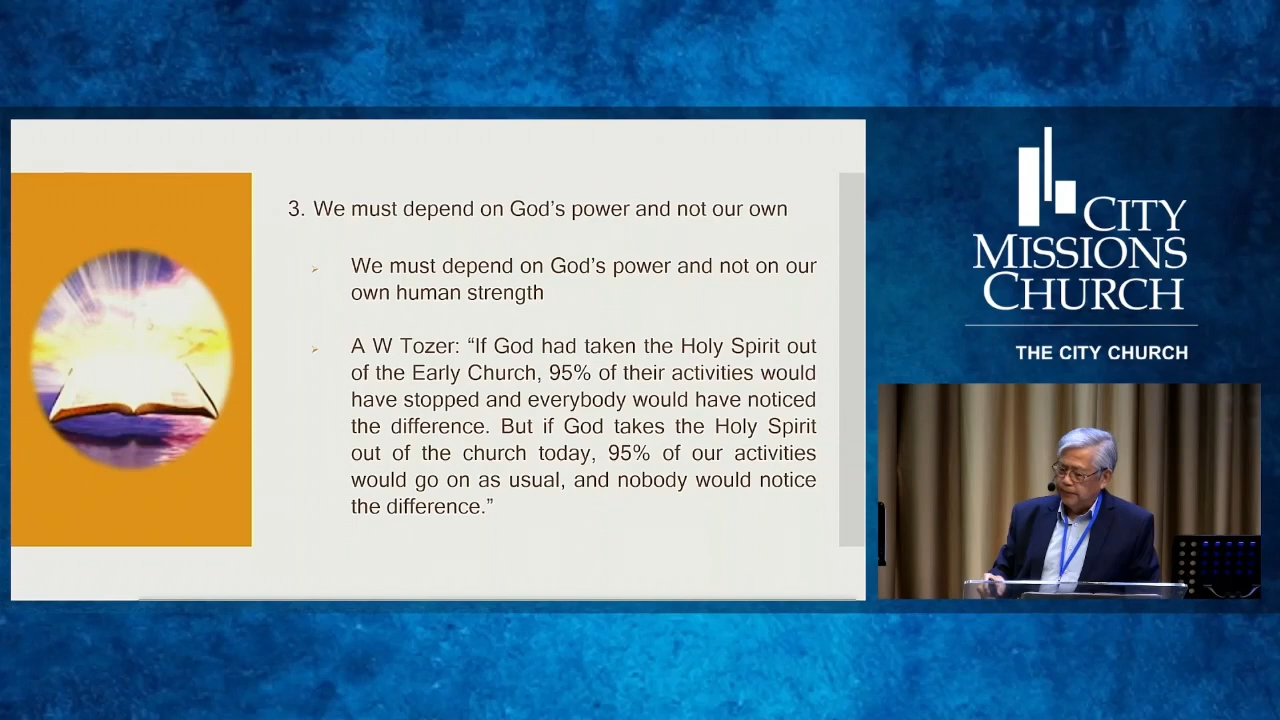 3. We must depend on God’s power and not our own
➢ We must depend on God’s power and not on our
own human strength
➢ A W Tozer: “If God had taken the Holy Spirit out
of the Early Church, 95% of their activities would
have stopped and everybody would have noticed
the difference. But if God takes the Holy Spirit
out of the church today, 95% of our activities
would go on as usual, and nobody would notice
the difference.”
CITY
MISSIONS
CHURCH
THE CITY CHURCH